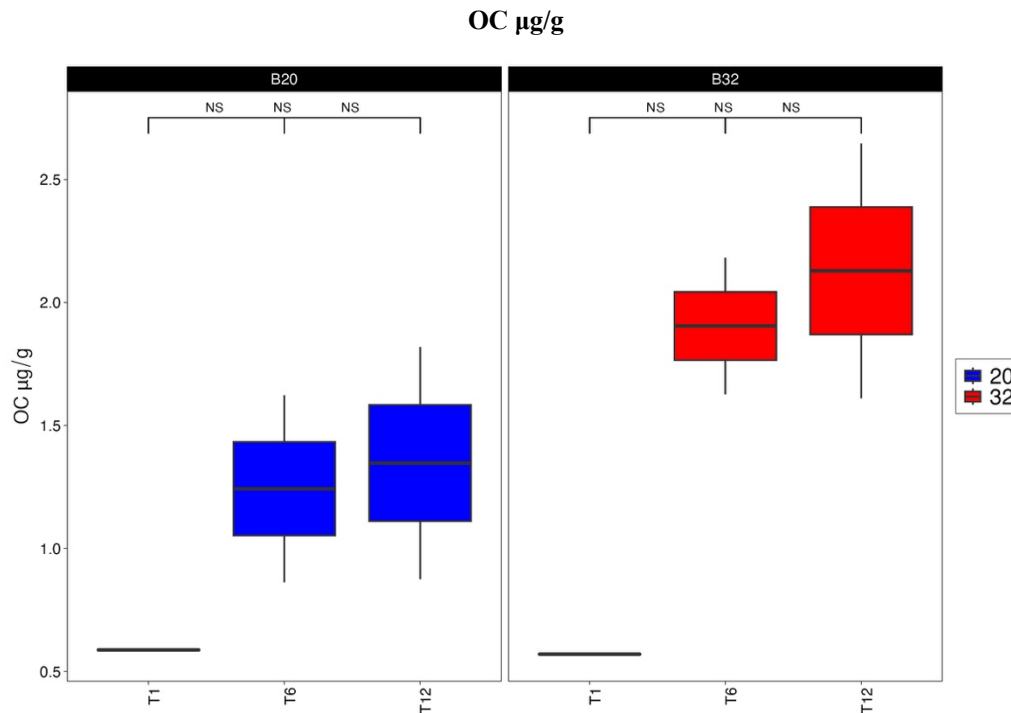 OC µg/g
B20
B32
NS NS NS
NS NS NS
OC µg/g
2.5
2.0
1.5
1.0
0.5
T1
T6
T12
T1
T6
T12
20
32